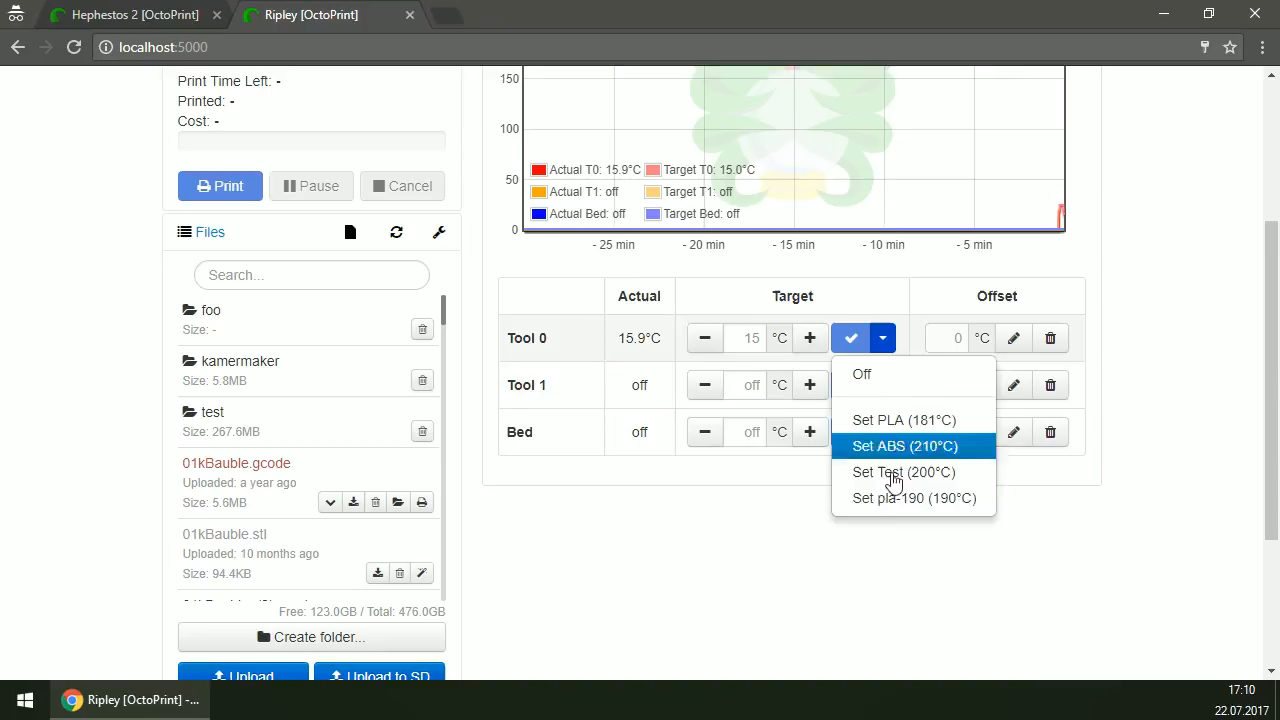 Hephestos 2 [OctoPrint]
Ripley [OctoPrint]
localhost:5000
Print Time Left: -
Printed: -
Cost: -
Print
Pause
Cancel
Files
Search...
foo
Size: -
kamermaker
Size: 5.8MB
test
Size: 267.6MB
01kBauble.gcode
Uploaded: a year ago
Size: 5.6MB
01kBauble.stl
Uploaded: 10 months ago
Size: 94.4KB
Free: 123.0GB / Total: 476.0GB
Create folder...
Upload
Upload to SD
150
100
50
0
Actual T0: 15.9°C
Target T0: 15.0°C
Actual T1: off
Target T1: off
Actual Bed: off
Target Bed: off
- 25 min
- 20 min
- 15 min
- 10 min
- 5 min
Actual
Target
Offset
Tool 0
15.9°C
15
°C
0
°C
Tool 1
off
off
°C
Bed
off
off
°C
Off
Set PLA (181°C)
Set ABS (210°C)
Set Test (200°C)
Set pla-190 (190°C)
Ripley [OctoPrint] -...
17:10
22.07.2017